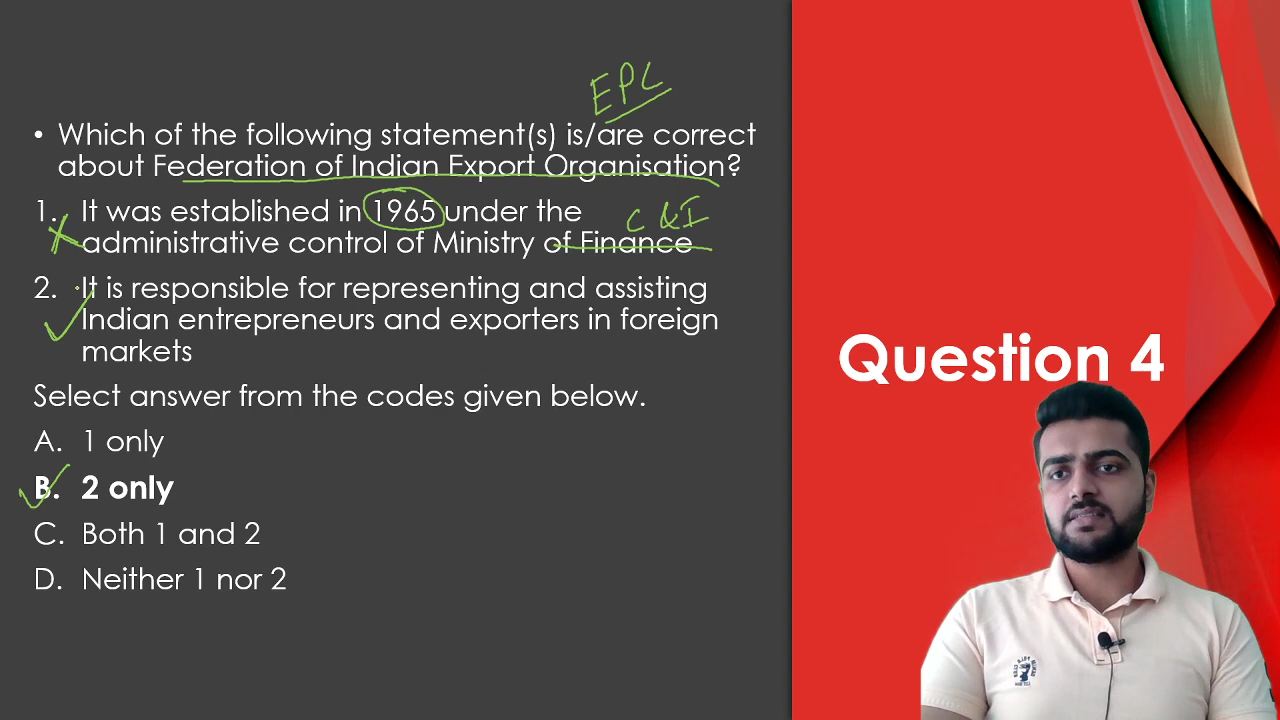 EPC
• Which of the following statement(s) is/are correct
about Federation of Indian Export Organisation?
1. It was established in 1965 under the
C & I
administrative control of Ministry of Finance
2. It is responsible for representing and assisting
Indian entrepreneurs and exporters in foreign
markets
Select answer from the codes given below.
A. 1 only
B. 2 only
C. Both 1 and 2
D. Neither 1 nor 2
Question 4